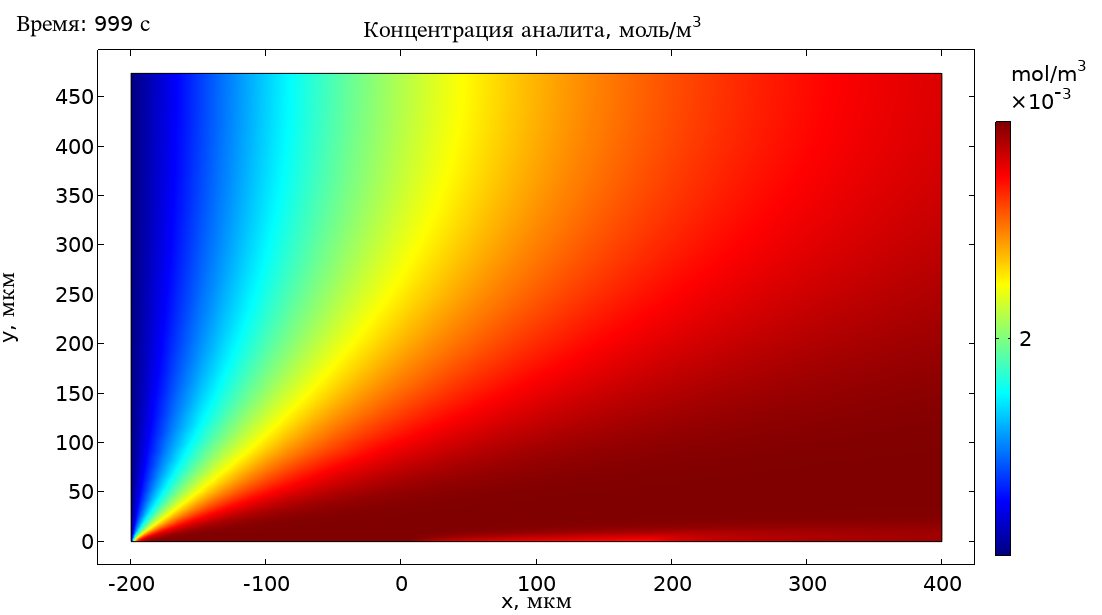 Время: 999 с
Концентрация аналита, моль/м³
mol/m³
×10⁻³
450
400
350
300
250
200
150
100
50
0
y, мкм
2
-200 -100 0 100 200 300 400
x, мкм